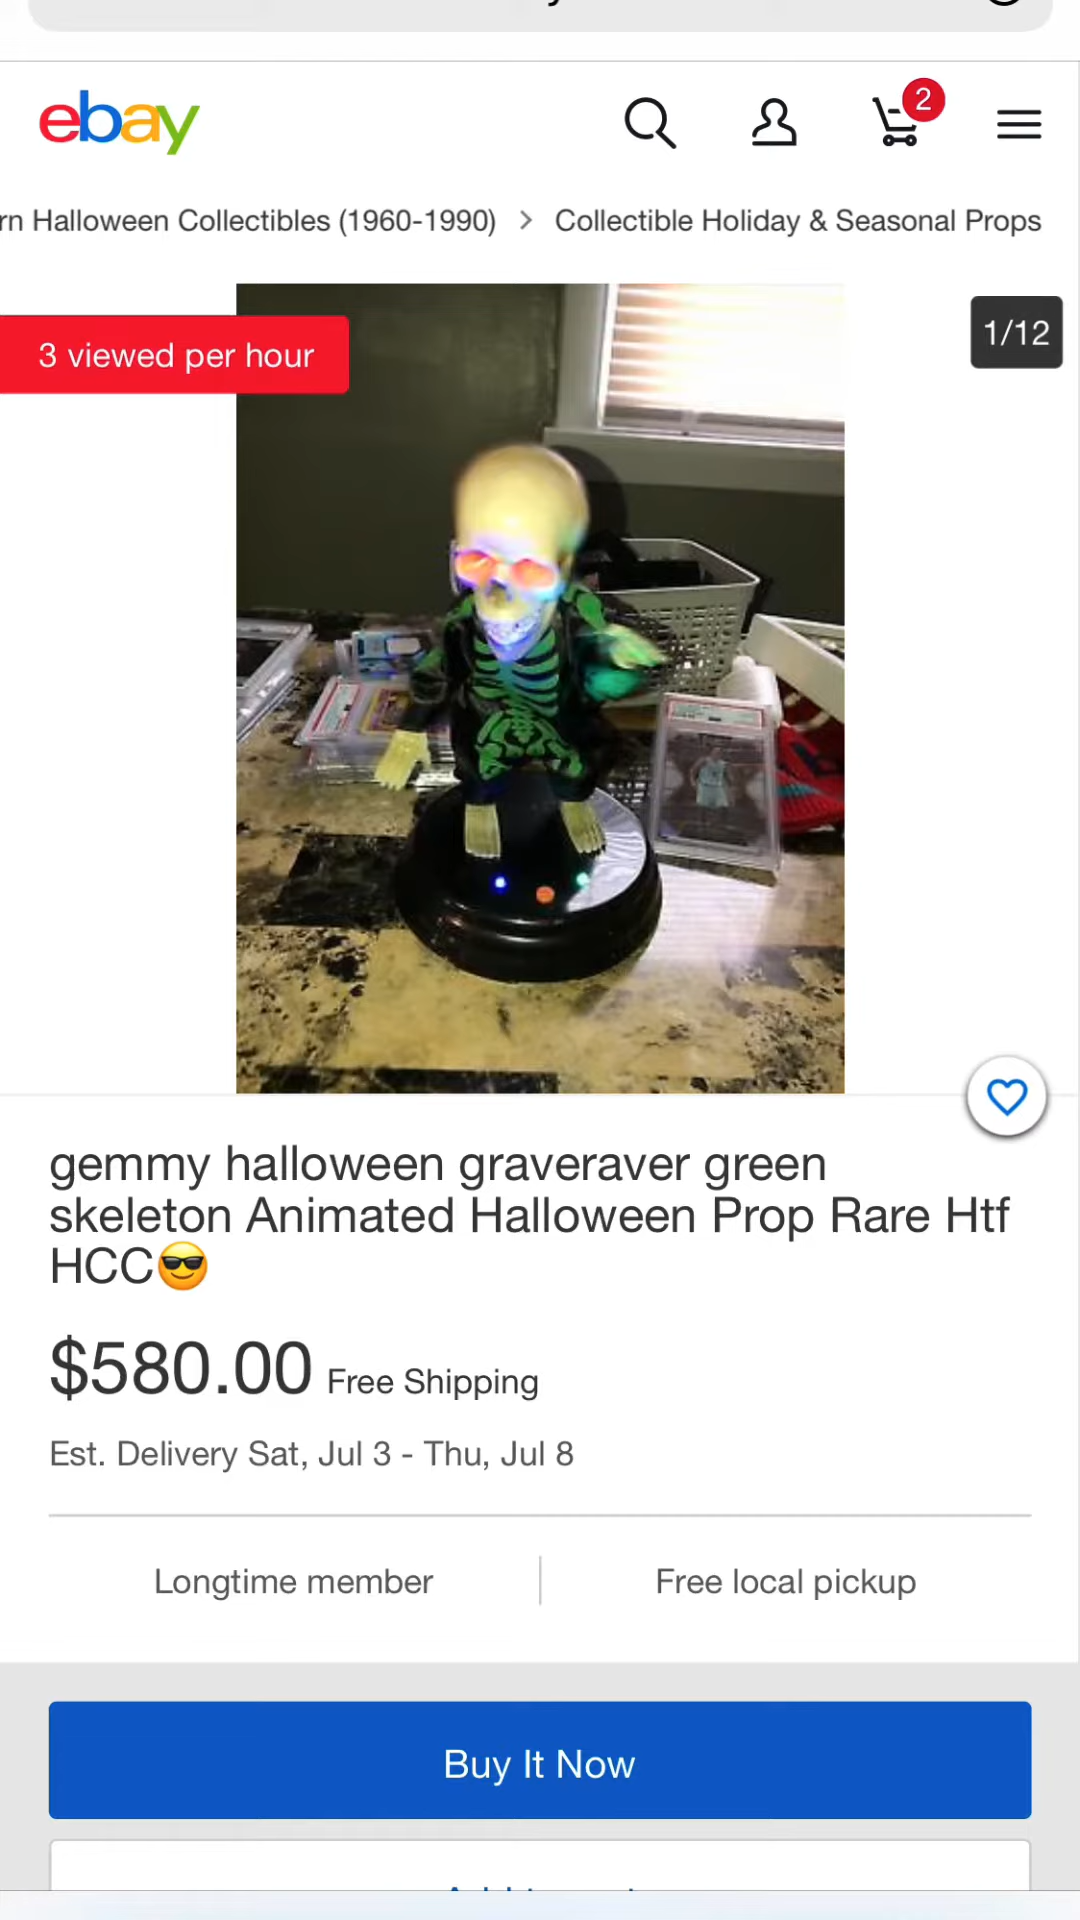 ebay
2
rn Halloween Collectibles (1960-1990) > Collectible Holiday & Seasonal Props
3 viewed per hour
1/12
gemmy halloween graveraver green
skeleton Animated Halloween Prop Rare Htf
HCC😎
$580.00 Free Shipping
Est. Delivery Sat, Jul 3 - Thu, Jul 8
Longtime member
Free local pickup
Buy It Now